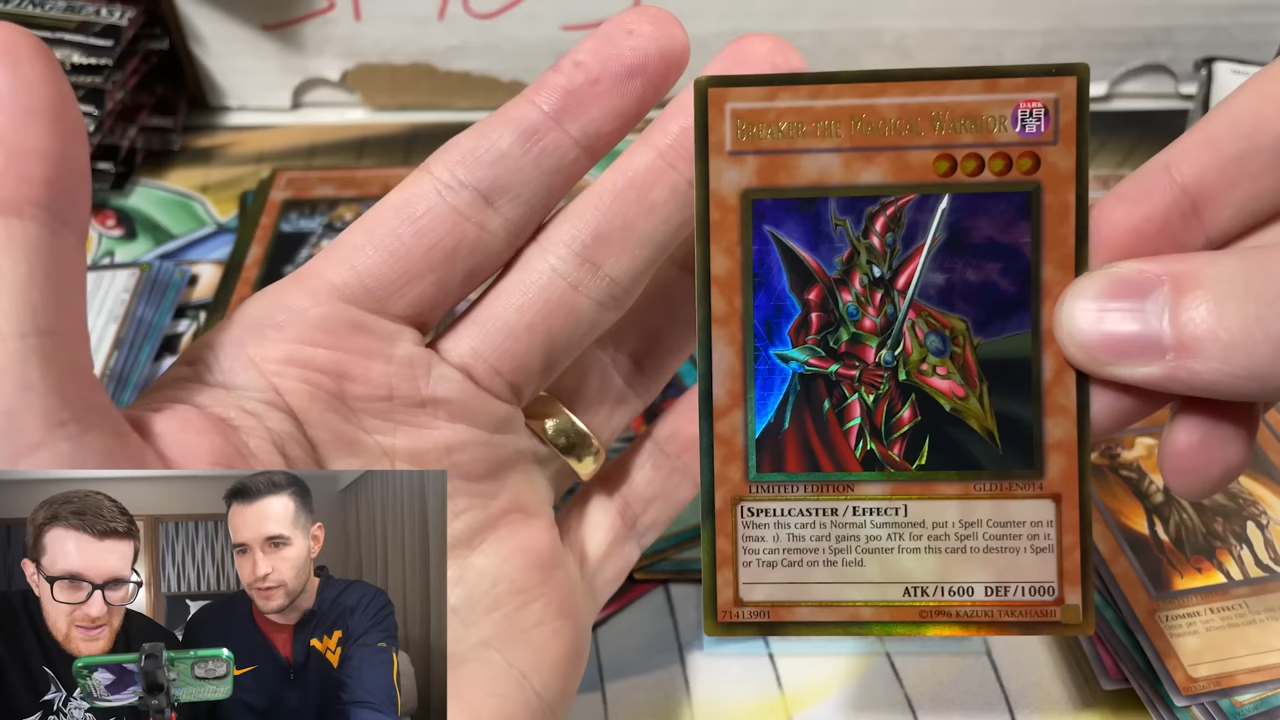 WING-BEAST
BREAKER THE MAGICAL WARRIOR
DARK
闇
LIMITED EDITION
GLD1-EN014
[SPELLCASTER / EFFECT]
When this card is Normal Summoned, put 1 Spell Counter on it
(max. 1). This card gains 300 ATK for each Spell Counter on it.
You can remove 1 Spell Counter from this card to destroy 1 Spell
or Trap Card on the field.
ATK/1600 DEF/1000
71413901
©1996 KAZUKI TAKAHASHI
[ZOMBIE / EFFECT]